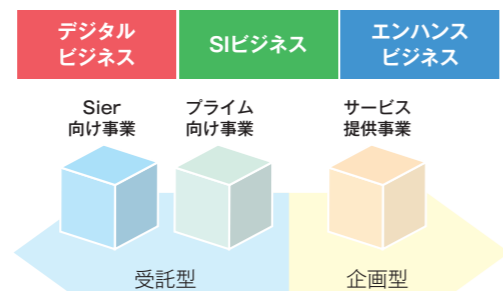 デジタル
ビジネス
SIビジネス
エンハンス
ビジネス
Sier
向け事業
プライム
向け事業
サービス
提供事業
受託型
企画型